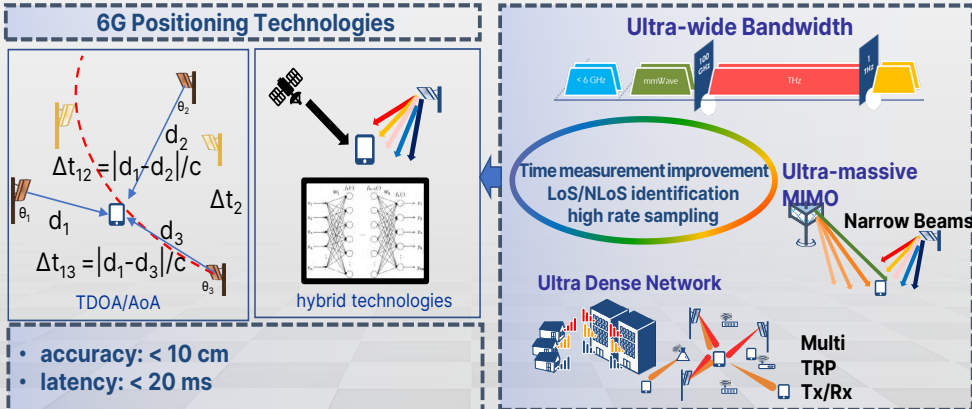 6G Positioning Technologies
θ₂
d₂
Δt₁₂ =|d₁-d₂|/c
θ₁
d₁
Δt₂
d₃
Δt₁₃ =|d₁-d₃|/c
θ₃
TDOA/AoA
hybrid technologies
• accuracy: < 10 cm
• latency: < 20 ms
Ultra-wide Bandwidth
< 6 GHz
mmWave
100 GHz
THz
1 THz
Time measurement improvement
LoS/NLoS identification
high rate sampling
Ultra-massive
MIMO
Narrow Beams
Ultra Dense Network
Multi
TRP
Tx/Rx